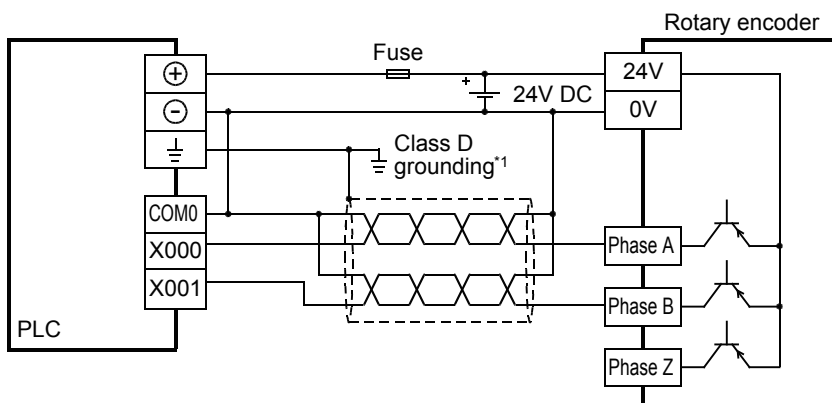 Rotary encoder
Fuse
+
24V DC
24V
0V
Class D
grounding*1
COM0
X000
X001
PLC
Phase A
Phase B
Phase Z